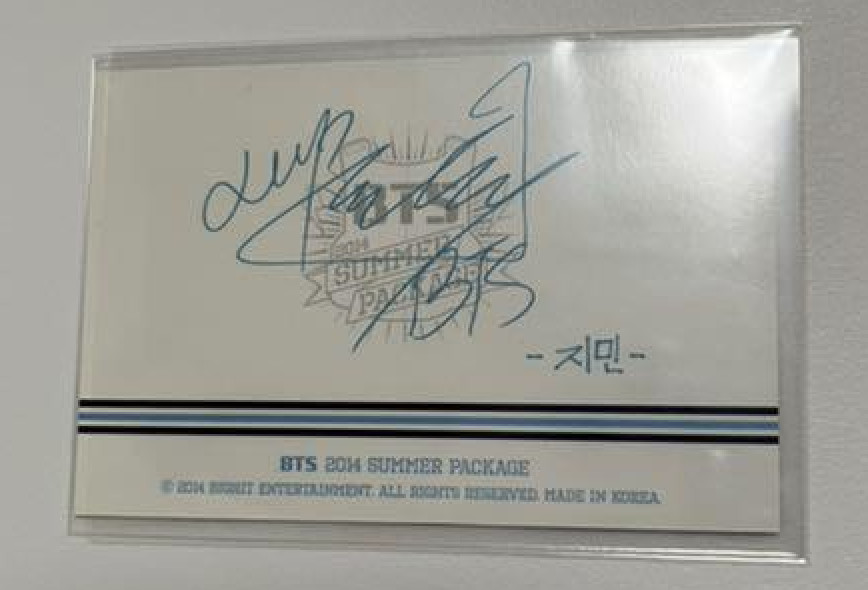 BTS
2014
SUMMER
PACKAGE
BTS
- 지민 -
BTS 2014 SUMMER PACKAGE
© 2014 BIGHIT ENTERTAINMENT. ALL RIGHTS RESERVED. MADE IN KOREA